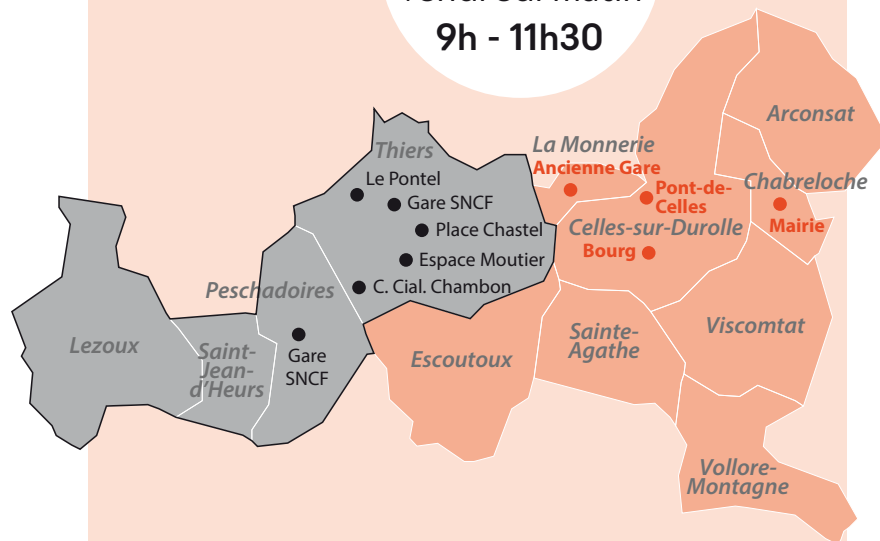 9h - 11h30
Arconsat
La Monnerie
Ancienne Gare
Thiers
Le Pontel
Gare SNCF
Place Chastel
Espace Moutier
C. Cial. Chambon
Pont-de-
Celles
Chabreloche
Mairie
Celles-sur-Durolle
Bourg
Peschadoires
Gare
SNCF
Lezoux
Saint-
Jean-
d'Heurs
Escoutoux
Sainte-
Agathe
Viscomtat
Vollore-
Montagne